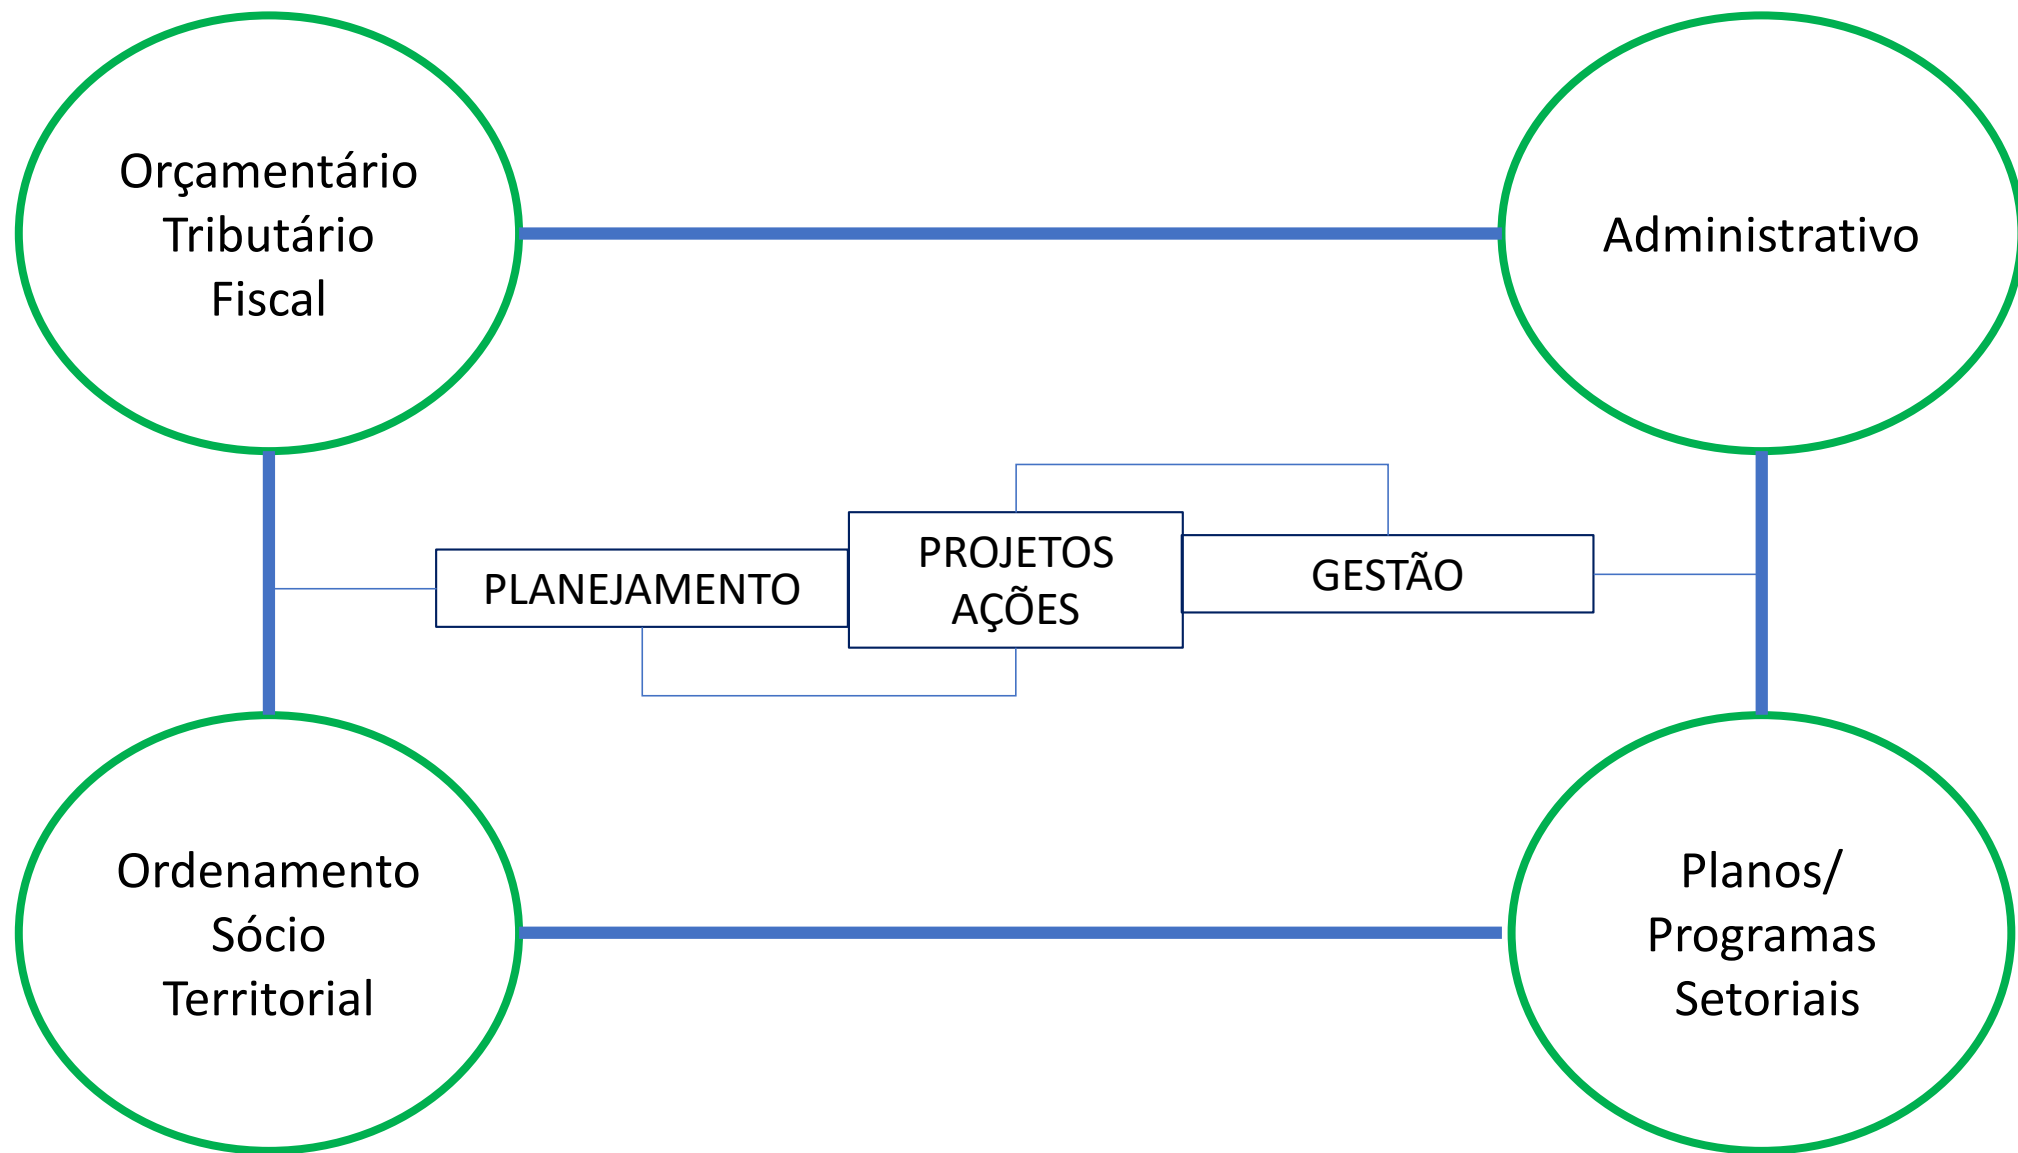 Orçamentário
Tributário
Fiscal
Administrativo
PLANEJAMENTO
PROJETOS
AÇÕES
GESTÃO
Ordenamento
Sócio
Territorial
Planos/
Programas
Setoriais